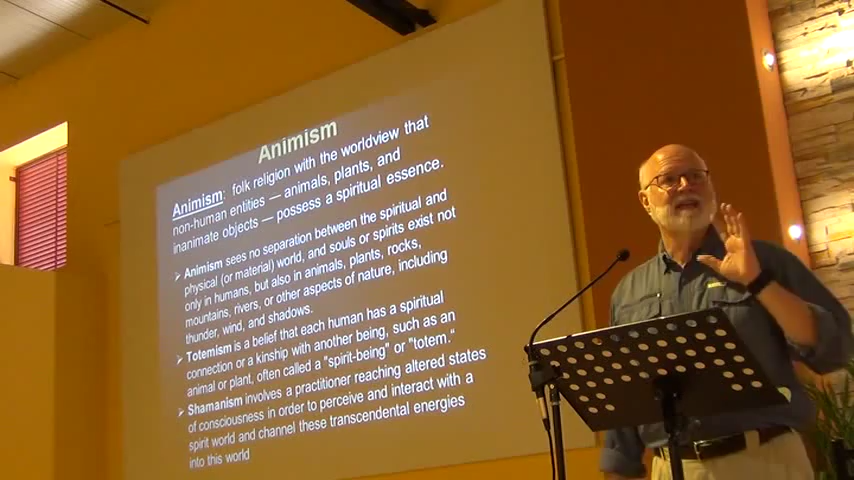 Animism
Animism: folk religion with the worldview that
non-human entities — animals, plants, and
inanimate objects — possess a spiritual essence.
➢ Animism sees no separation between the spiritual and
physical (or material) world, and souls or spirits exist not
only in humans, but also in animals, plants, rocks,
mountains, rivers, or other aspects of nature, including
thunder, wind, and shadows.
➢ Totemism is a belief that each human has a spiritual
connection or a kinship with another being, such as an
animal or plant, often called a "spirit-being" or "totem.“
➢ Shamanism involves a practitioner reaching altered states
of consciousness in order to perceive and interact with a
spirit world and channel these transcendental energies
into this world